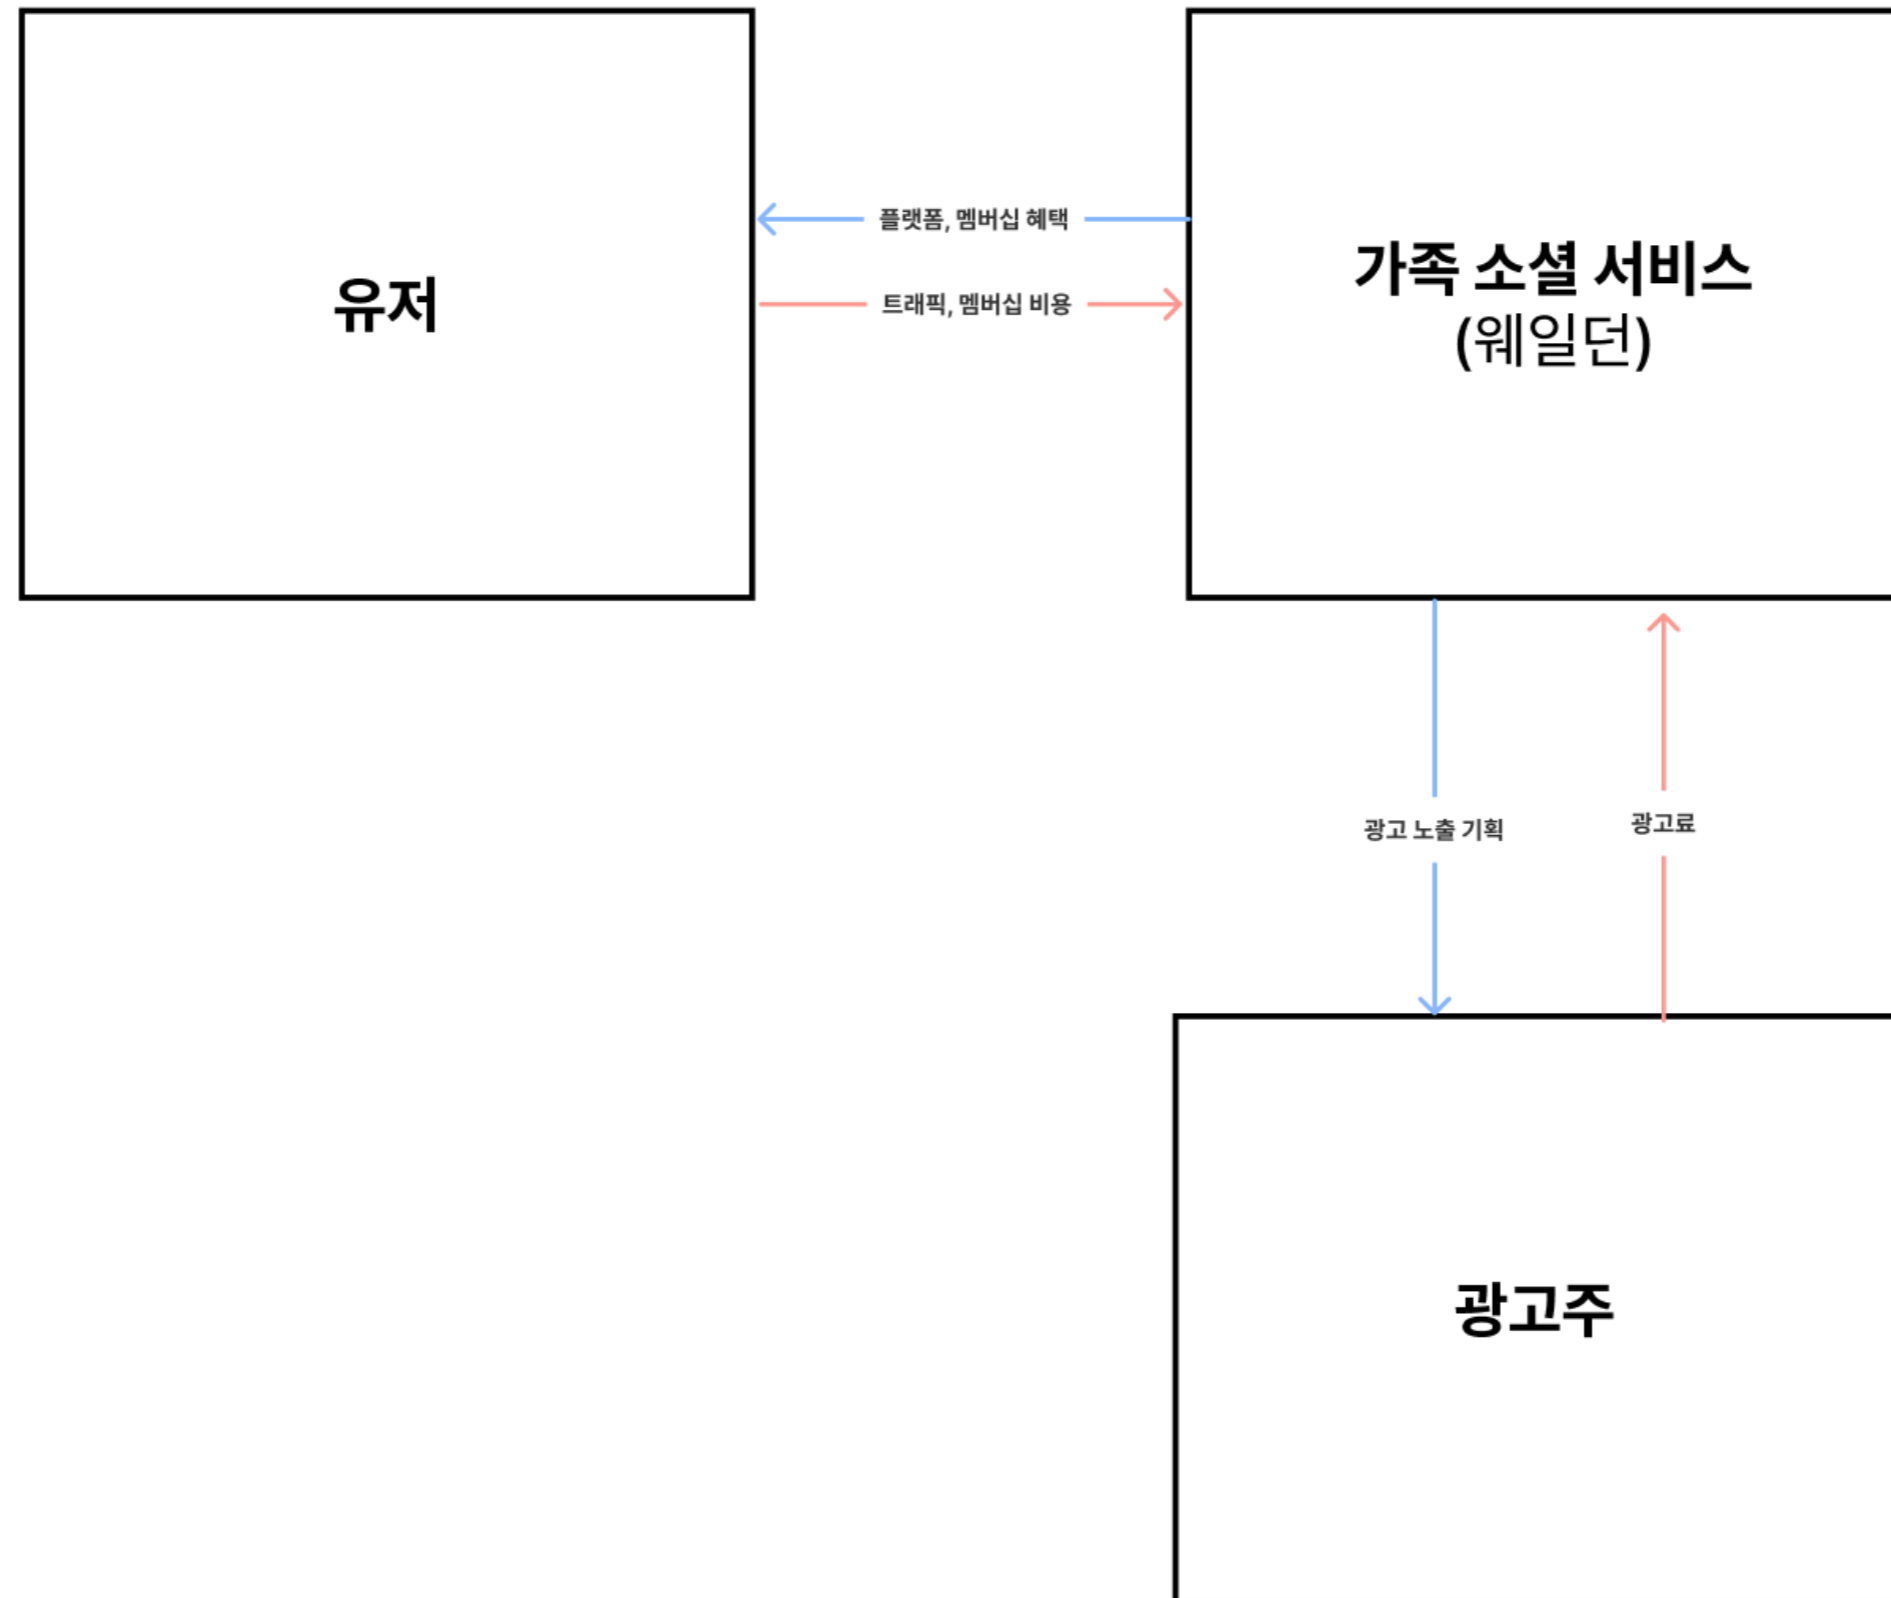 유저
플랫폼, 멤버십 혜택
트래픽, 멤버십 비용
가족 소셜 서비스
(웨일던)
광고 노출 기획
광고료
광고주